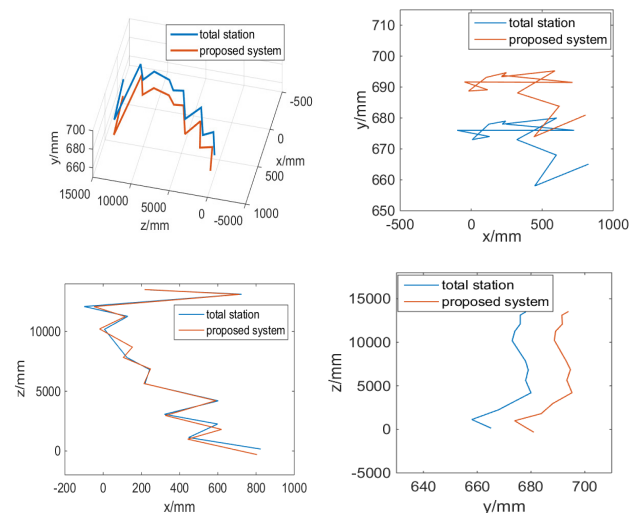 total station
proposed system
y/mm
700
680
660
15000
10000
5000
0
-5000
z/mm
-500
0
500
1000
x/mm
total station
proposed system
y/mm
715
710
700
690
680
670
660
650
-500
0
500
1000
x/mm
total station
proposed system
z/mm
10000
5000
0
-200
0
200
400
600
800
1000
x/mm
total station
proposed system
z/mm
15000
10000
5000
0
-5000
640
660
680
700
y/mm